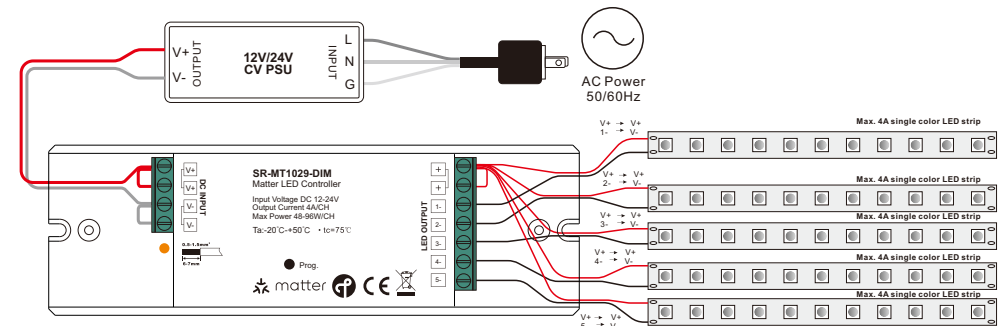 V+
V-
OUTPUT
12V/24V
CV PSU
INPUT
L
N
G
AC Power
50/60Hz
V+
V+
V-
V-
DC INPUT
0.5-1.5mm²
6-7mm
SR-MT1029-DIM
Matter LED Controller
Input Voltage DC 12-24V
Output Current 4A/CH
Max Power 48-96W/CH
Ta:-20℃-+50℃ • tc=75℃
Prog.
matter
CE
LED OUTPUT
+
+
1-
2-
3-
4-
5-
V+ → V+
1- → V-
Max. 4A single color LED strip
V+ → V+
2- → V-
Max. 4A single color LED strip
V+ → V+
3- → V-
Max. 4A single color LED strip
V+ → V+
4- → V-
Max. 4A single color LED strip
Max. 4A single color LED strip
V+ → V+
5 → V